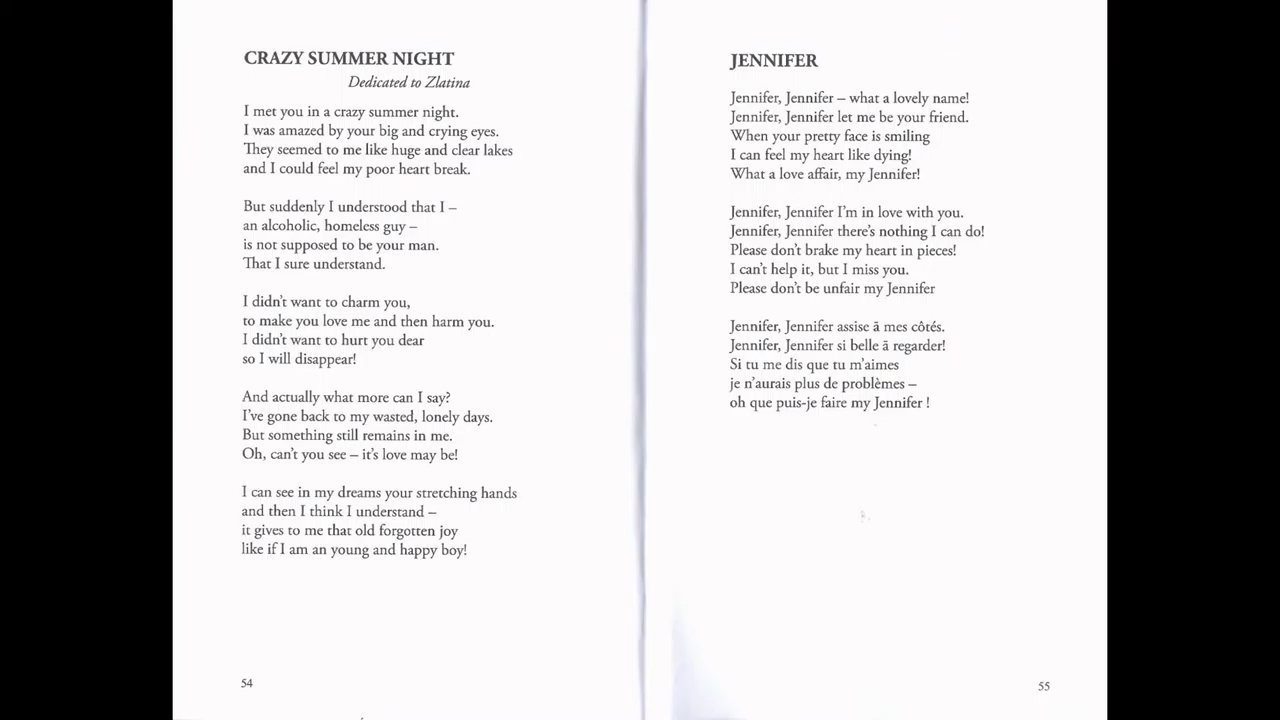 CRAZY SUMMER NIGHT
Dedicated to Zlatina
I met you in a crazy summer night.
I was amazed by your big and crying eyes.
They seemed to me like huge and clear lakes
and I could feel my poor heart break.
But suddenly I understood that I –
an alcoholic, homeless guy –
is not supposed to be your man.
That I sure understand.
I didn't want to charm you,
to make you love me and then harm you.
I didn't want to hurt you dear
so I will disappear!
And actually what more can I say?
I've gone back to my wasted, lonely days.
But something still remains in me.
Oh, can't you see – it's love may be!
I can see in my dreams your stretching hands
and then I think I understand –
it gives to me that old forgotten joy
like if I am an young and happy boy!
54
JENNIFER
Jennifer, Jennifer – what a lovely name!
Jennifer, Jennifer let me be your friend.
When your pretty face is smiling
I can feel my heart like dying!
What a love affair, my Jennifer!
Jennifer, Jennifer I'm in love with you.
Jennifer, Jennifer there's nothing I can do!
Please don't brake my heart in pieces!
I can't help it, but I miss you.
Please don't be unfair my Jennifer
Jennifer, Jennifer assise ā mes côtés.
Jennifer, Jennifer si belle ā regarder!
Si tu me dis que tu m'aimes
je n'aurais plus de problèmes –
oh que puis-je faire my Jennifer !
55